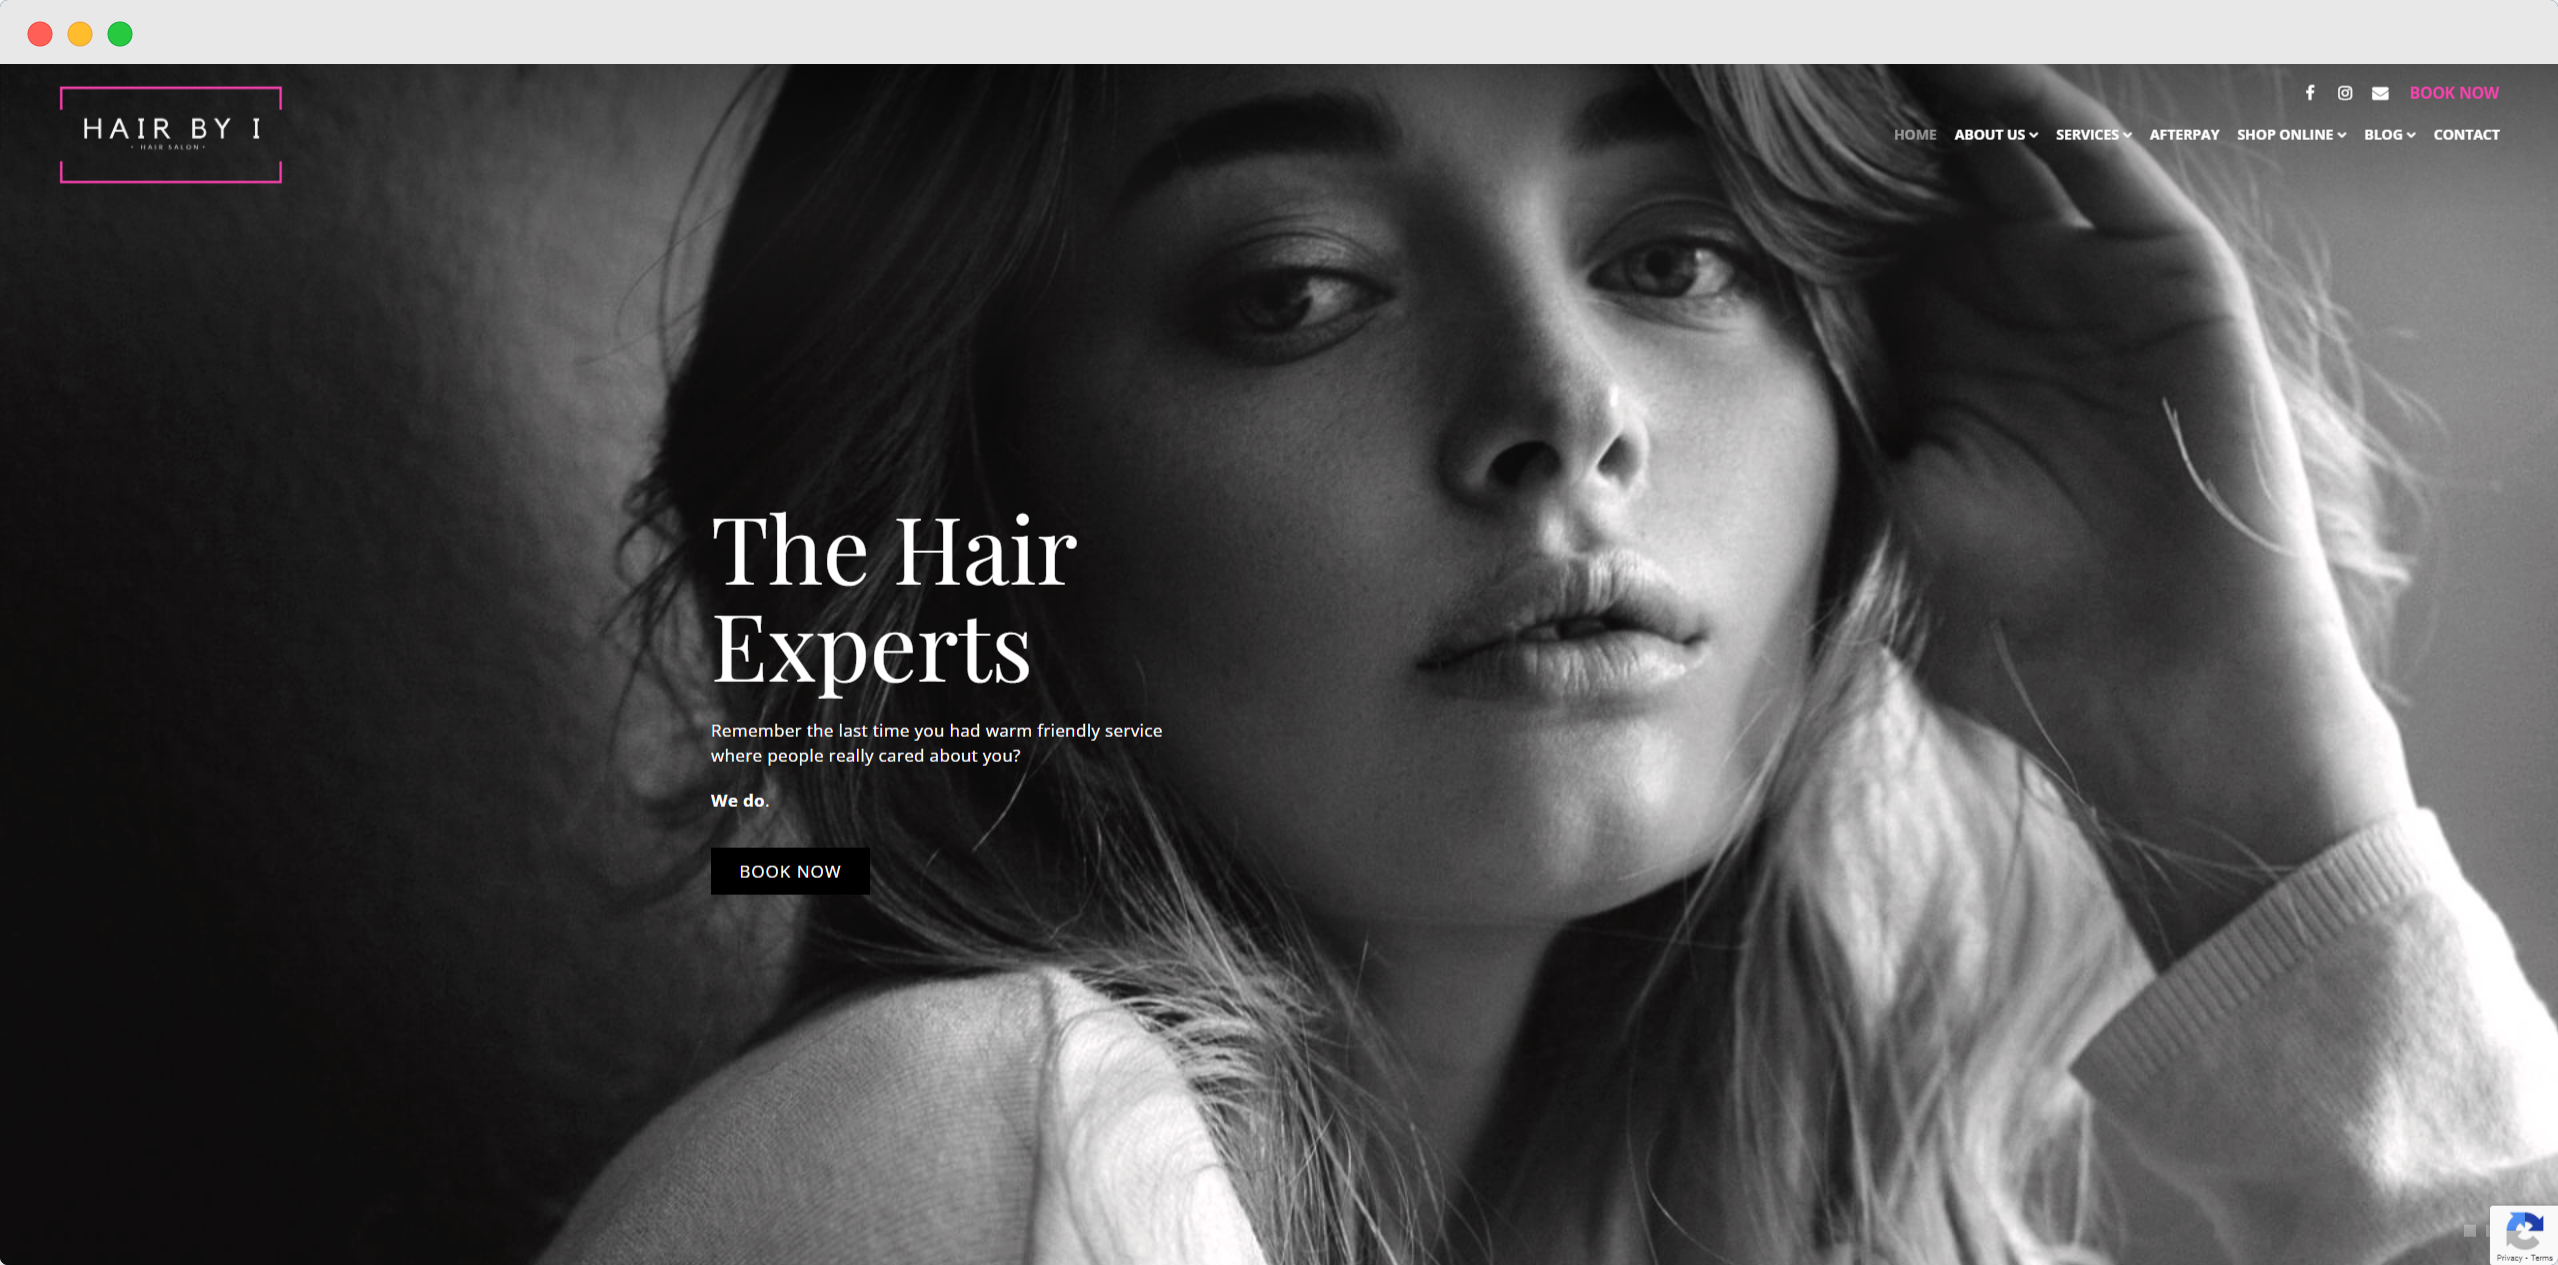 HAIR BY I
• HAIR SALON •
BOOK NOW
HOME ABOUT US SERVICES AFTERPAY SHOP ONLINE BLOG CONTACT
The Hair
Experts
Remember the last time you had warm friendly service
where people really cared about you?
We do.
BOOK NOW
Privacy - Terms